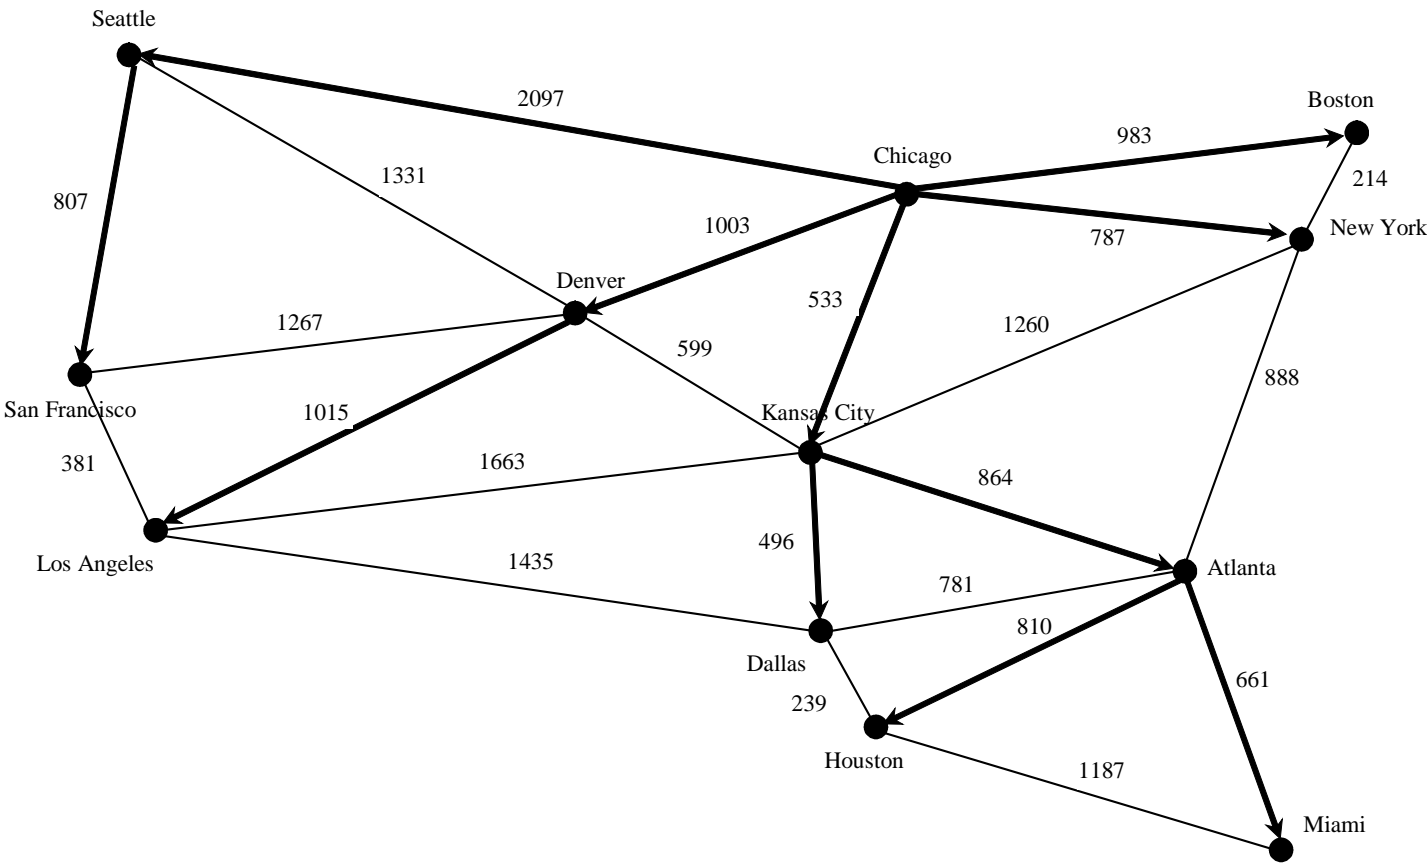 Seattle
2097
Boston
983
Chicago
1331
214
807
1003
New York
787
Denver
533
1267
1260
599
888
San Francisco
1015
Kansas City
381
1663
864
496
1435
Los Angeles
Atlanta
781
810
Dallas
661
239
Houston
1187
Miami